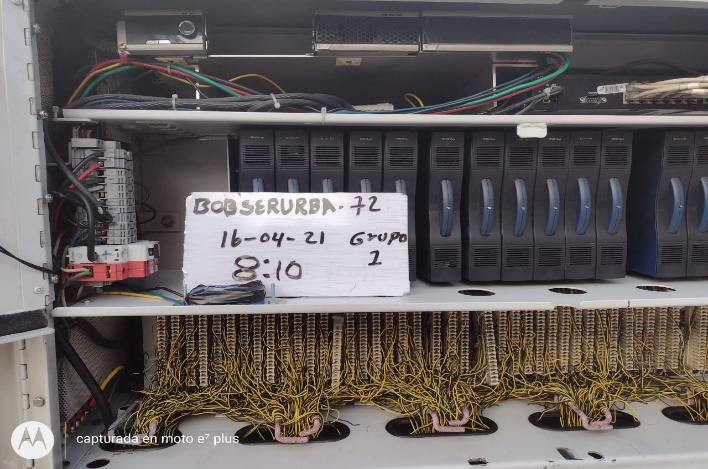 BOBSERURBA-72
16-04-21 Grupo
8:10 1
capturada en moto e⁷ plus